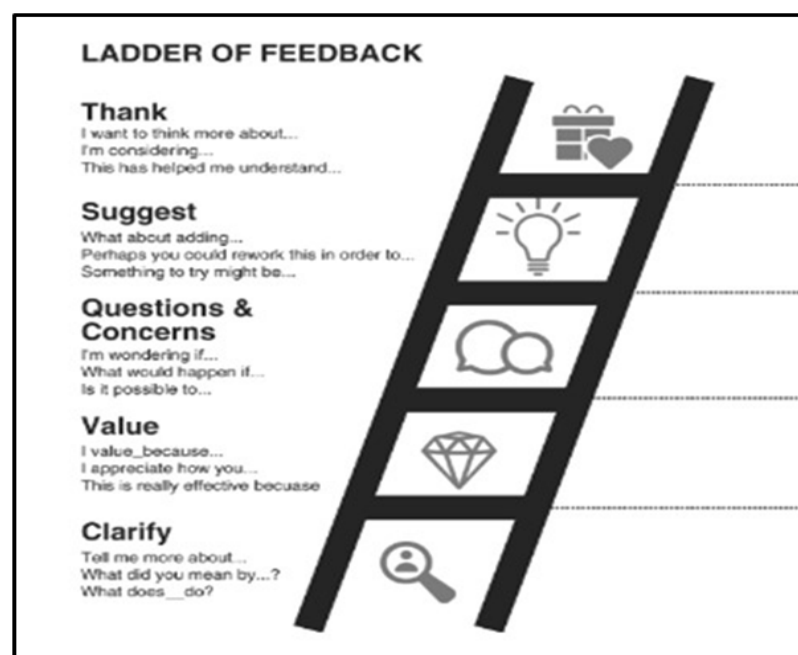 LADDER OF FEEDBACK
Thank
I want to think more about...
I'm considering...
This has helped me understand...
Suggest
What about adding...
Perhaps you could rework this in order to...
Something to try might be...
Questions &
Concerns
I'm wondering if...
What would happen if...
Is it possible to...
Value
I value_because...
I appreciate how you...
This is really effective becuase
Clarify
Tell me more about...
What did you mean by...?
What does__do?